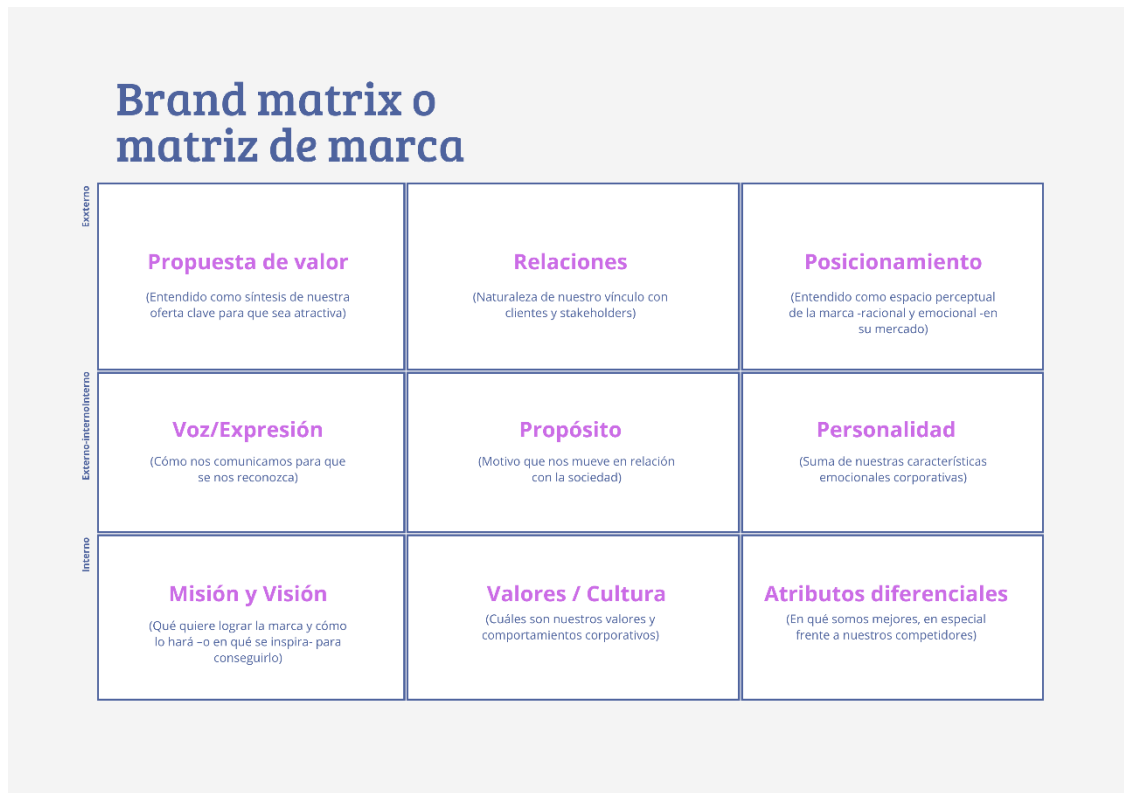 Brand matrix o
matriz de marca
Exxterno
Propuesta de valor
(Entendido como síntesis de nuestra
oferta clave para que sea atractiva)
Relaciones
(Naturaleza de nuestro vínculo con
clientes y stakeholders)
Posicionamiento
(Entendido como espacio perceptual
de la marca -racional y emocional -en
su mercado)
Externo-internoInterno
Voz/Expresión
(Cómo nos comunicamos para que
se nos reconozca)
Propósito
(Motivo que nos mueve en relación
con la sociedad)
Personalidad
(Suma de nuestras características
emocionales corporativas)
Interno
Misión y Visión
(Qué quiere lograr la marca y cómo
lo hará –o en qué se inspira- para
conseguirlo)
Valores / Cultura
(Cuáles son nuestros valores y
comportamientos corporativos)
Atributos diferenciales
(En qué somos mejores, en especial
frente a nuestros competidores)